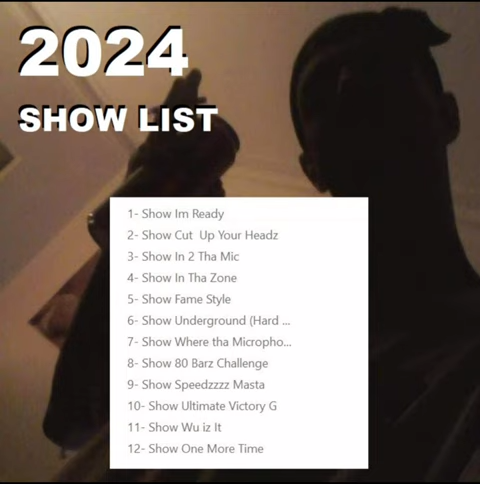 2024
SHOW LIST
1- Show Im Ready
2- Show Cut  Up Your Headz
3- Show In 2 Tha Mic
4- Show In Tha Zone
5- Show Fame Style
6- Show Underground (Hard ...
7- Show Where tha Micropho...
8- Show 80 Barz Challenge
9- Show Speedzzzz Masta
10- Show Ultimate Victory G
11- Show Wu iz It
12- Show One More Time